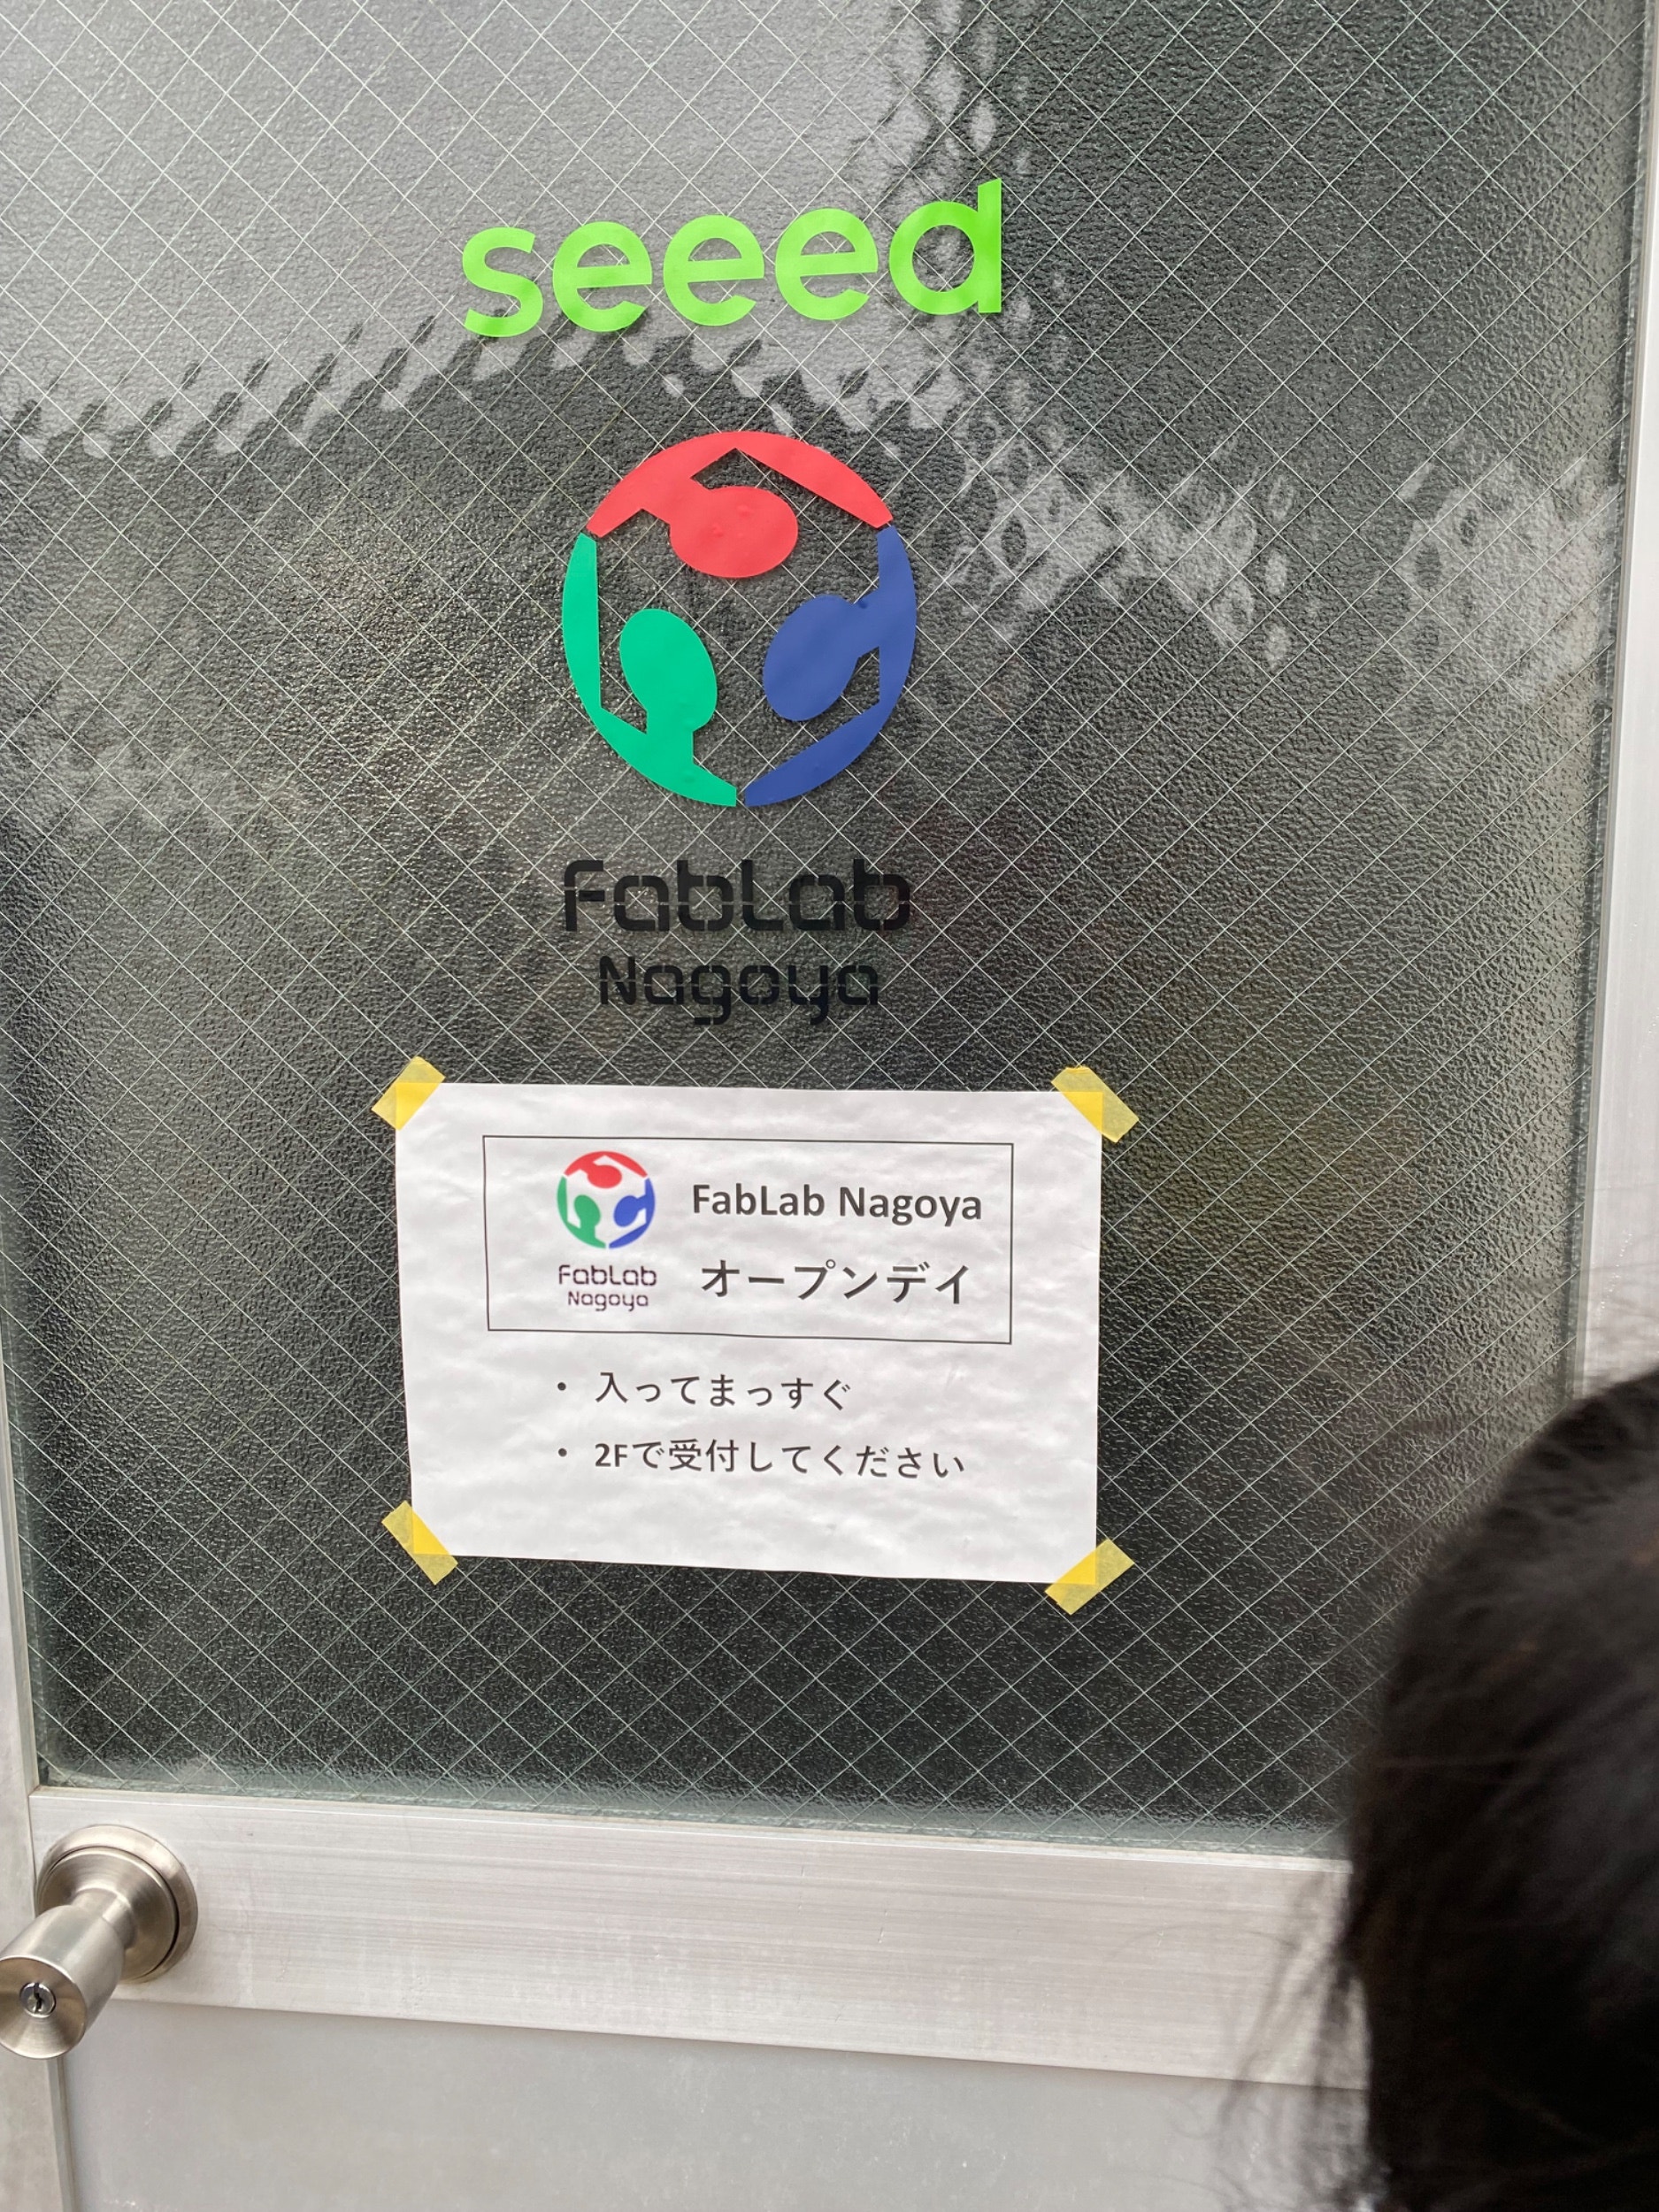 seeed
FabLab
Nagoya
FabLab Nagoya
オープンデイ
FabLab
Nagoya
・ 入ってまっすぐ
・ 2Fで受付してください